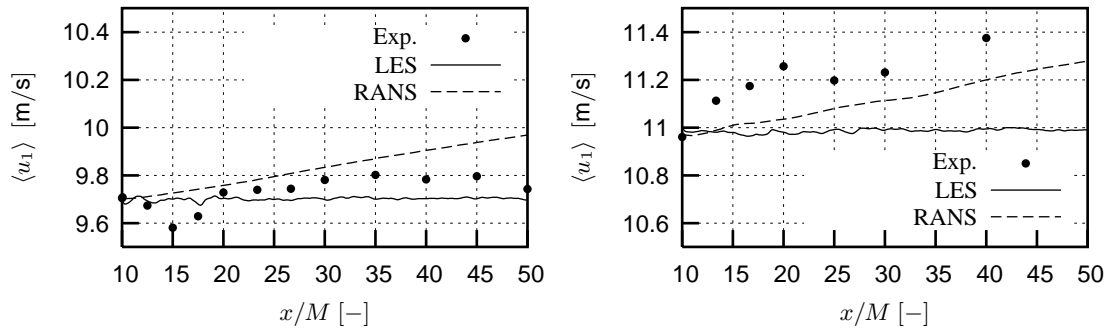 10.4
10.2
10
9.8
9.6
⟨u₁⟩ [m/s]
Exp.
LES
RANS
10 15 20 25 30 35 40 45 50
x/M [−]
11.4
11.2
11
10.8
10.6
⟨u₁⟩ [m/s]
Exp.
LES
RANS
10 15 20 25 30 35 40 45 50
x/M [−]